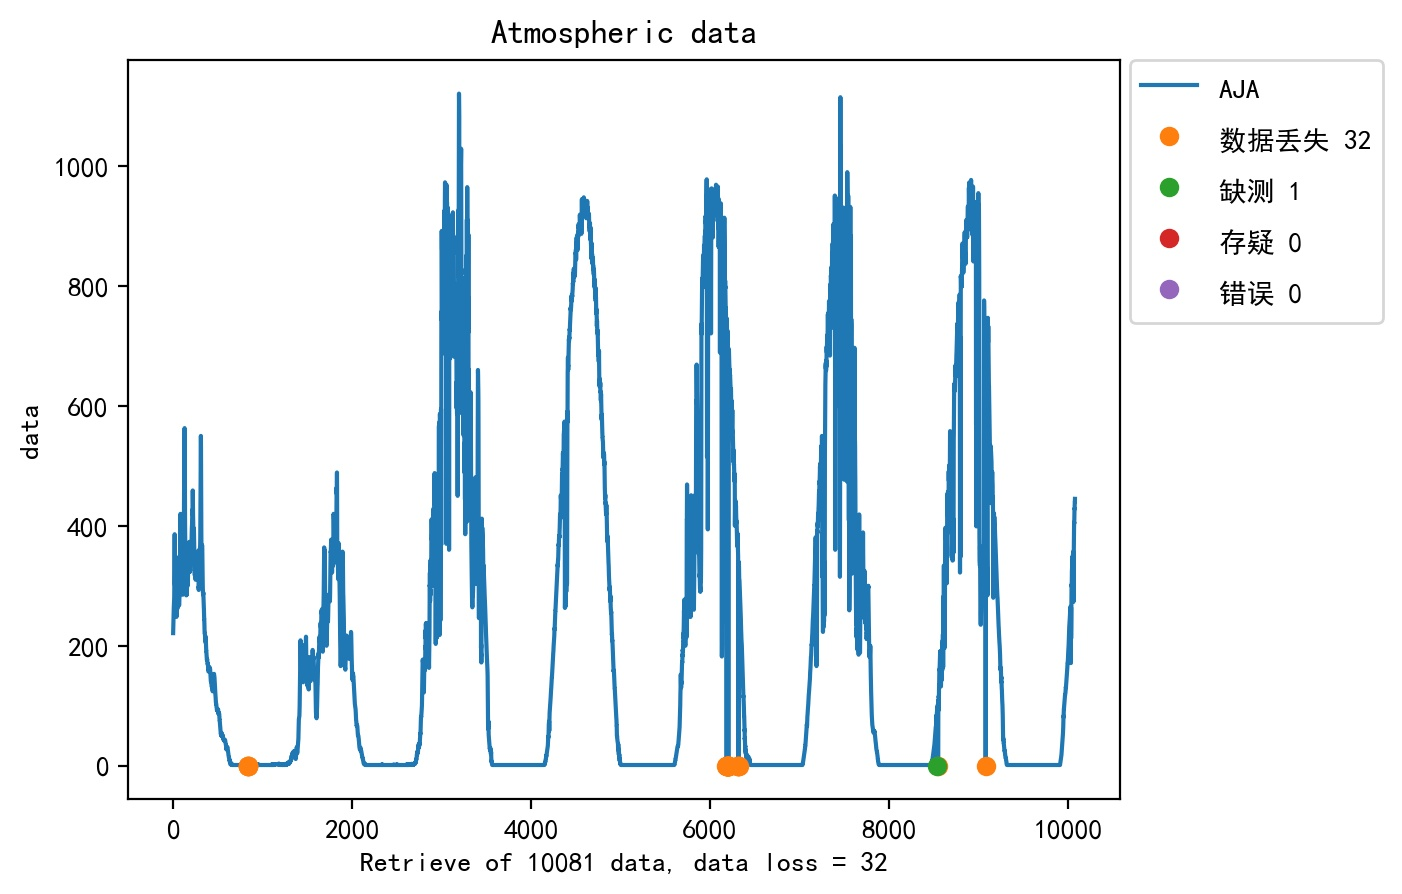 Atmospheric data
AJA
数据丢失 32
缺测 1
存疑 0
错误 0
1000
800
600
400
200
0
data
0 2000 4000 6000 8000 10000
Retrieve of 10081 data, data loss = 32